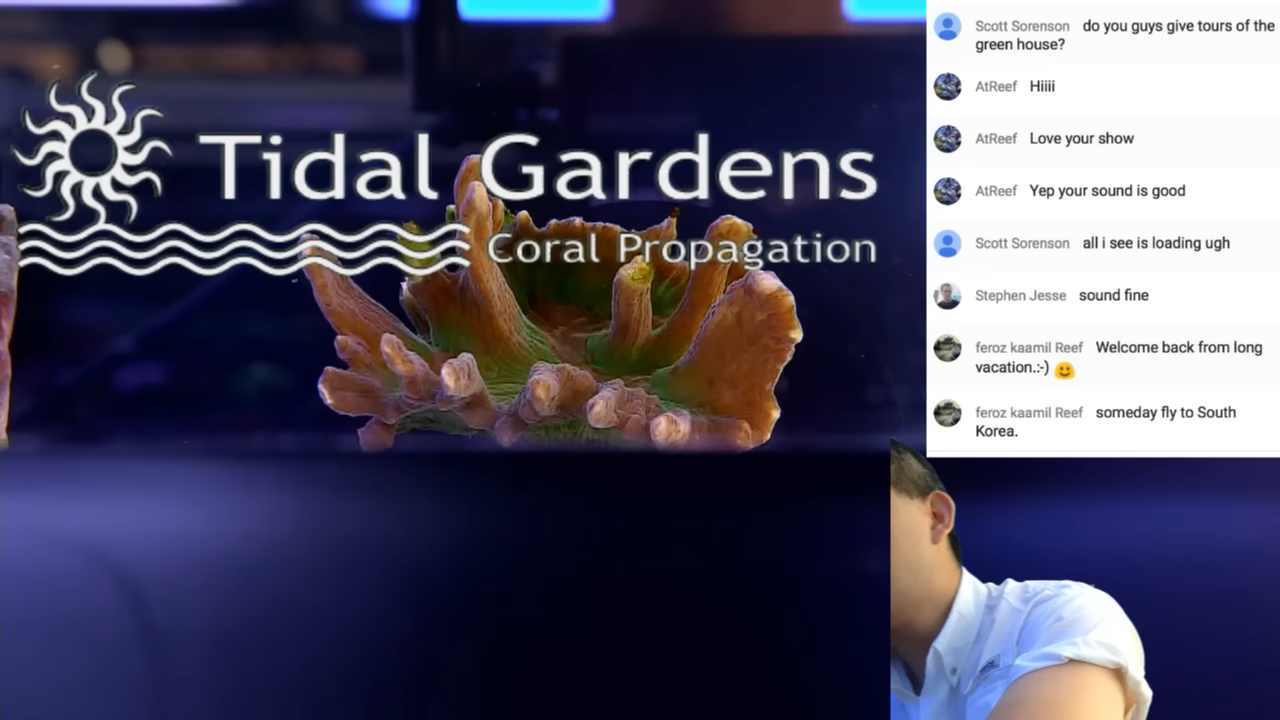 Tidal Gardens
Coral Propagation
Scott Sorenson do you guys give tours of the
green house?
AtReef Hiiii
AtReef Love your show
AtReef Yep your sound is good
Scott Sorenson all i see is loading ugh
Stephen Jesse sound fine
feroz kaamil Reef Welcome back from long
vacation.:-) 🙂
feroz kaamil Reef someday fly to South
Korea.